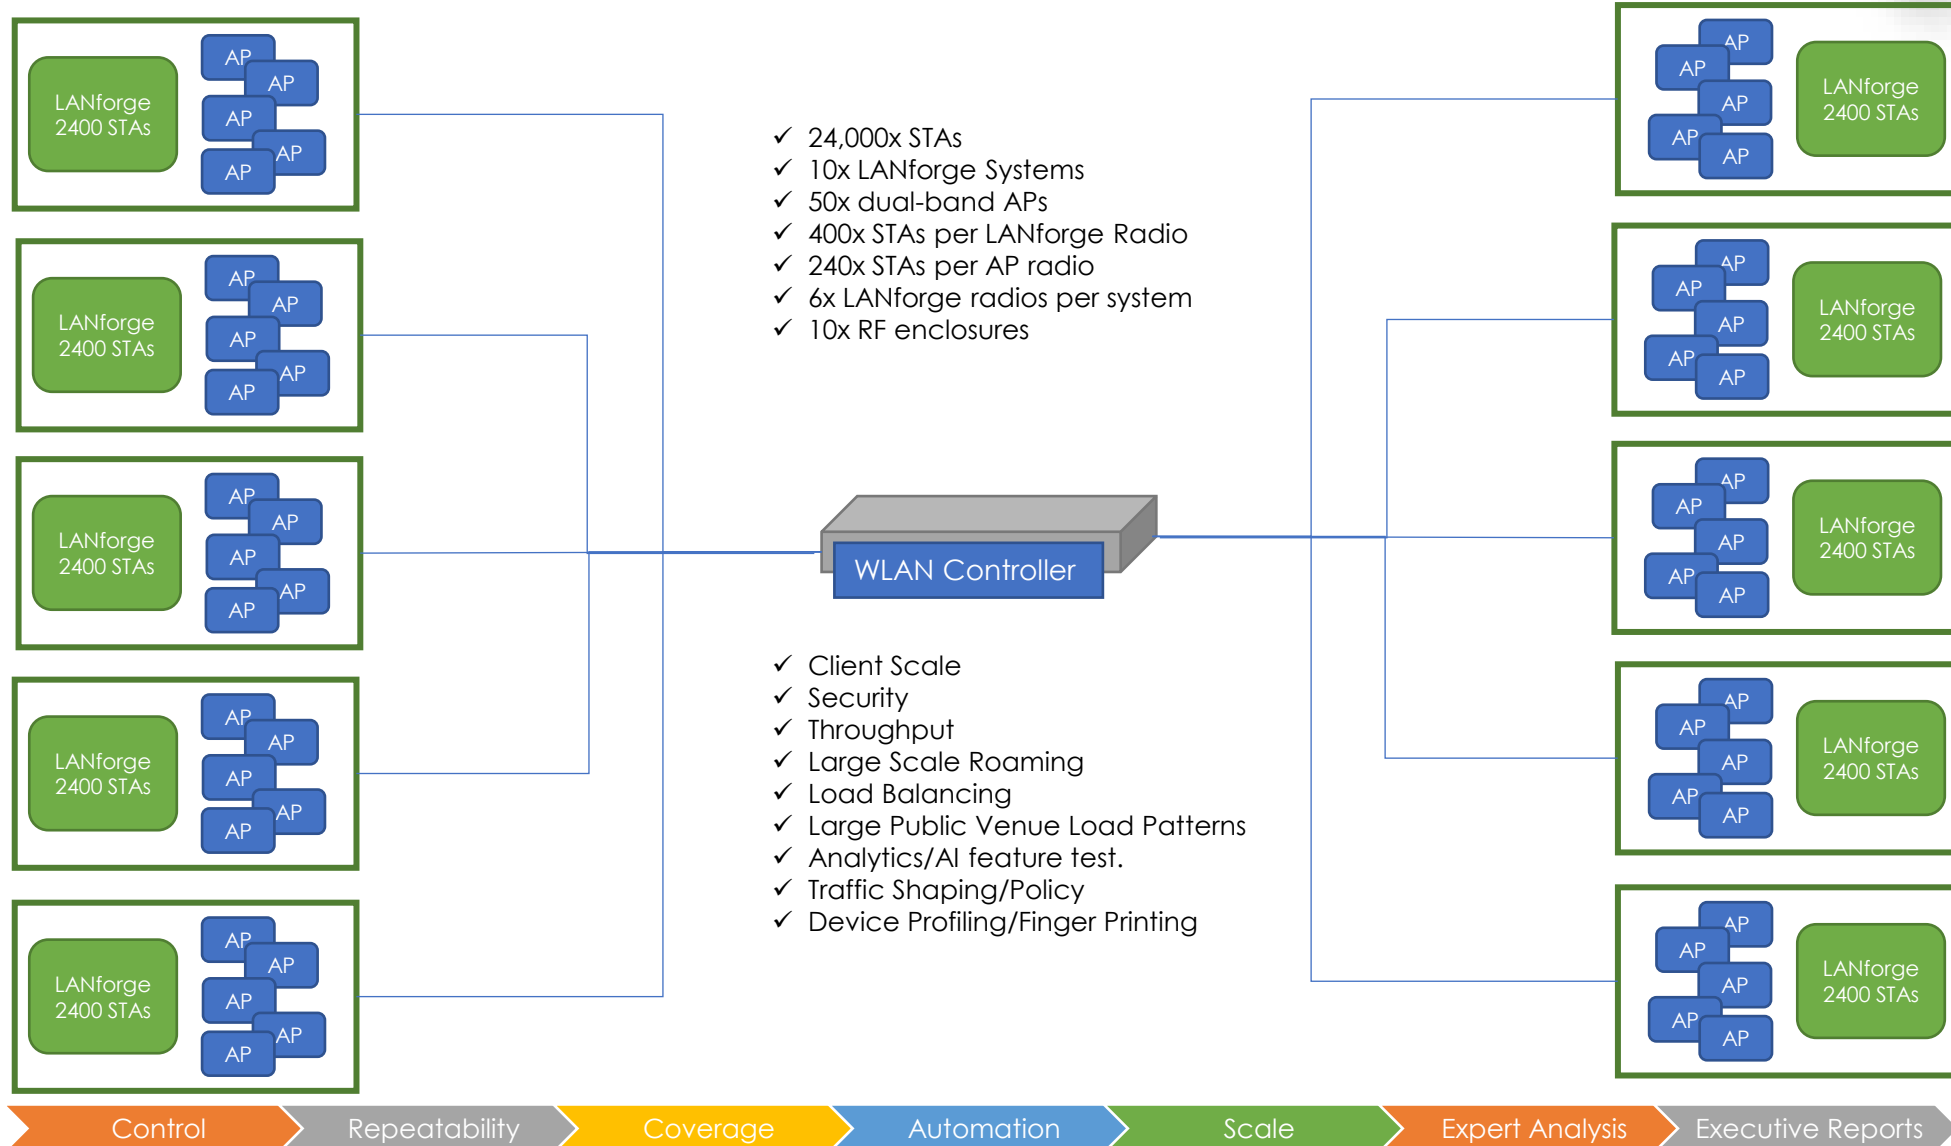 LANforge
2400 STAs
AP
AP
AP
AP
AP
LANforge
2400 STAs
AP
AP
AP
AP
AP
LANforge
2400 STAs
AP
AP
AP
AP
AP
LANforge
2400 STAs
AP
AP
AP
AP
AP
LANforge
2400 STAs
AP
AP
AP
AP
AP
✓ 24,000x STAs
✓ 10x LANforge Systems
✓ 50x dual-band APs
✓ 400x STAs per LANforge Radio
✓ 240x STAs per AP radio
✓ 6x LANforge radios per system
✓ 10x RF enclosures
WLAN Controller
✓ Client Scale
✓ Security
✓ Throughput
✓ Large Scale Roaming
✓ Load Balancing
✓ Large Public Venue Load Patterns
✓ Analytics/AI feature test.
✓ Traffic Shaping/Policy
✓ Device Profiling/Finger Printing
AP
AP
AP
AP
AP
LANforge
2400 STAs
AP
AP
AP
AP
AP
LANforge
2400 STAs
AP
AP
AP
AP
AP
LANforge
2400 STAs
AP
AP
AP
AP
AP
LANforge
2400 STAs
AP
AP
AP
AP
AP
LANforge
2400 STAs
Control
Repeatability
Coverage
Automation
Scale
Expert Analysis
Executive Reports